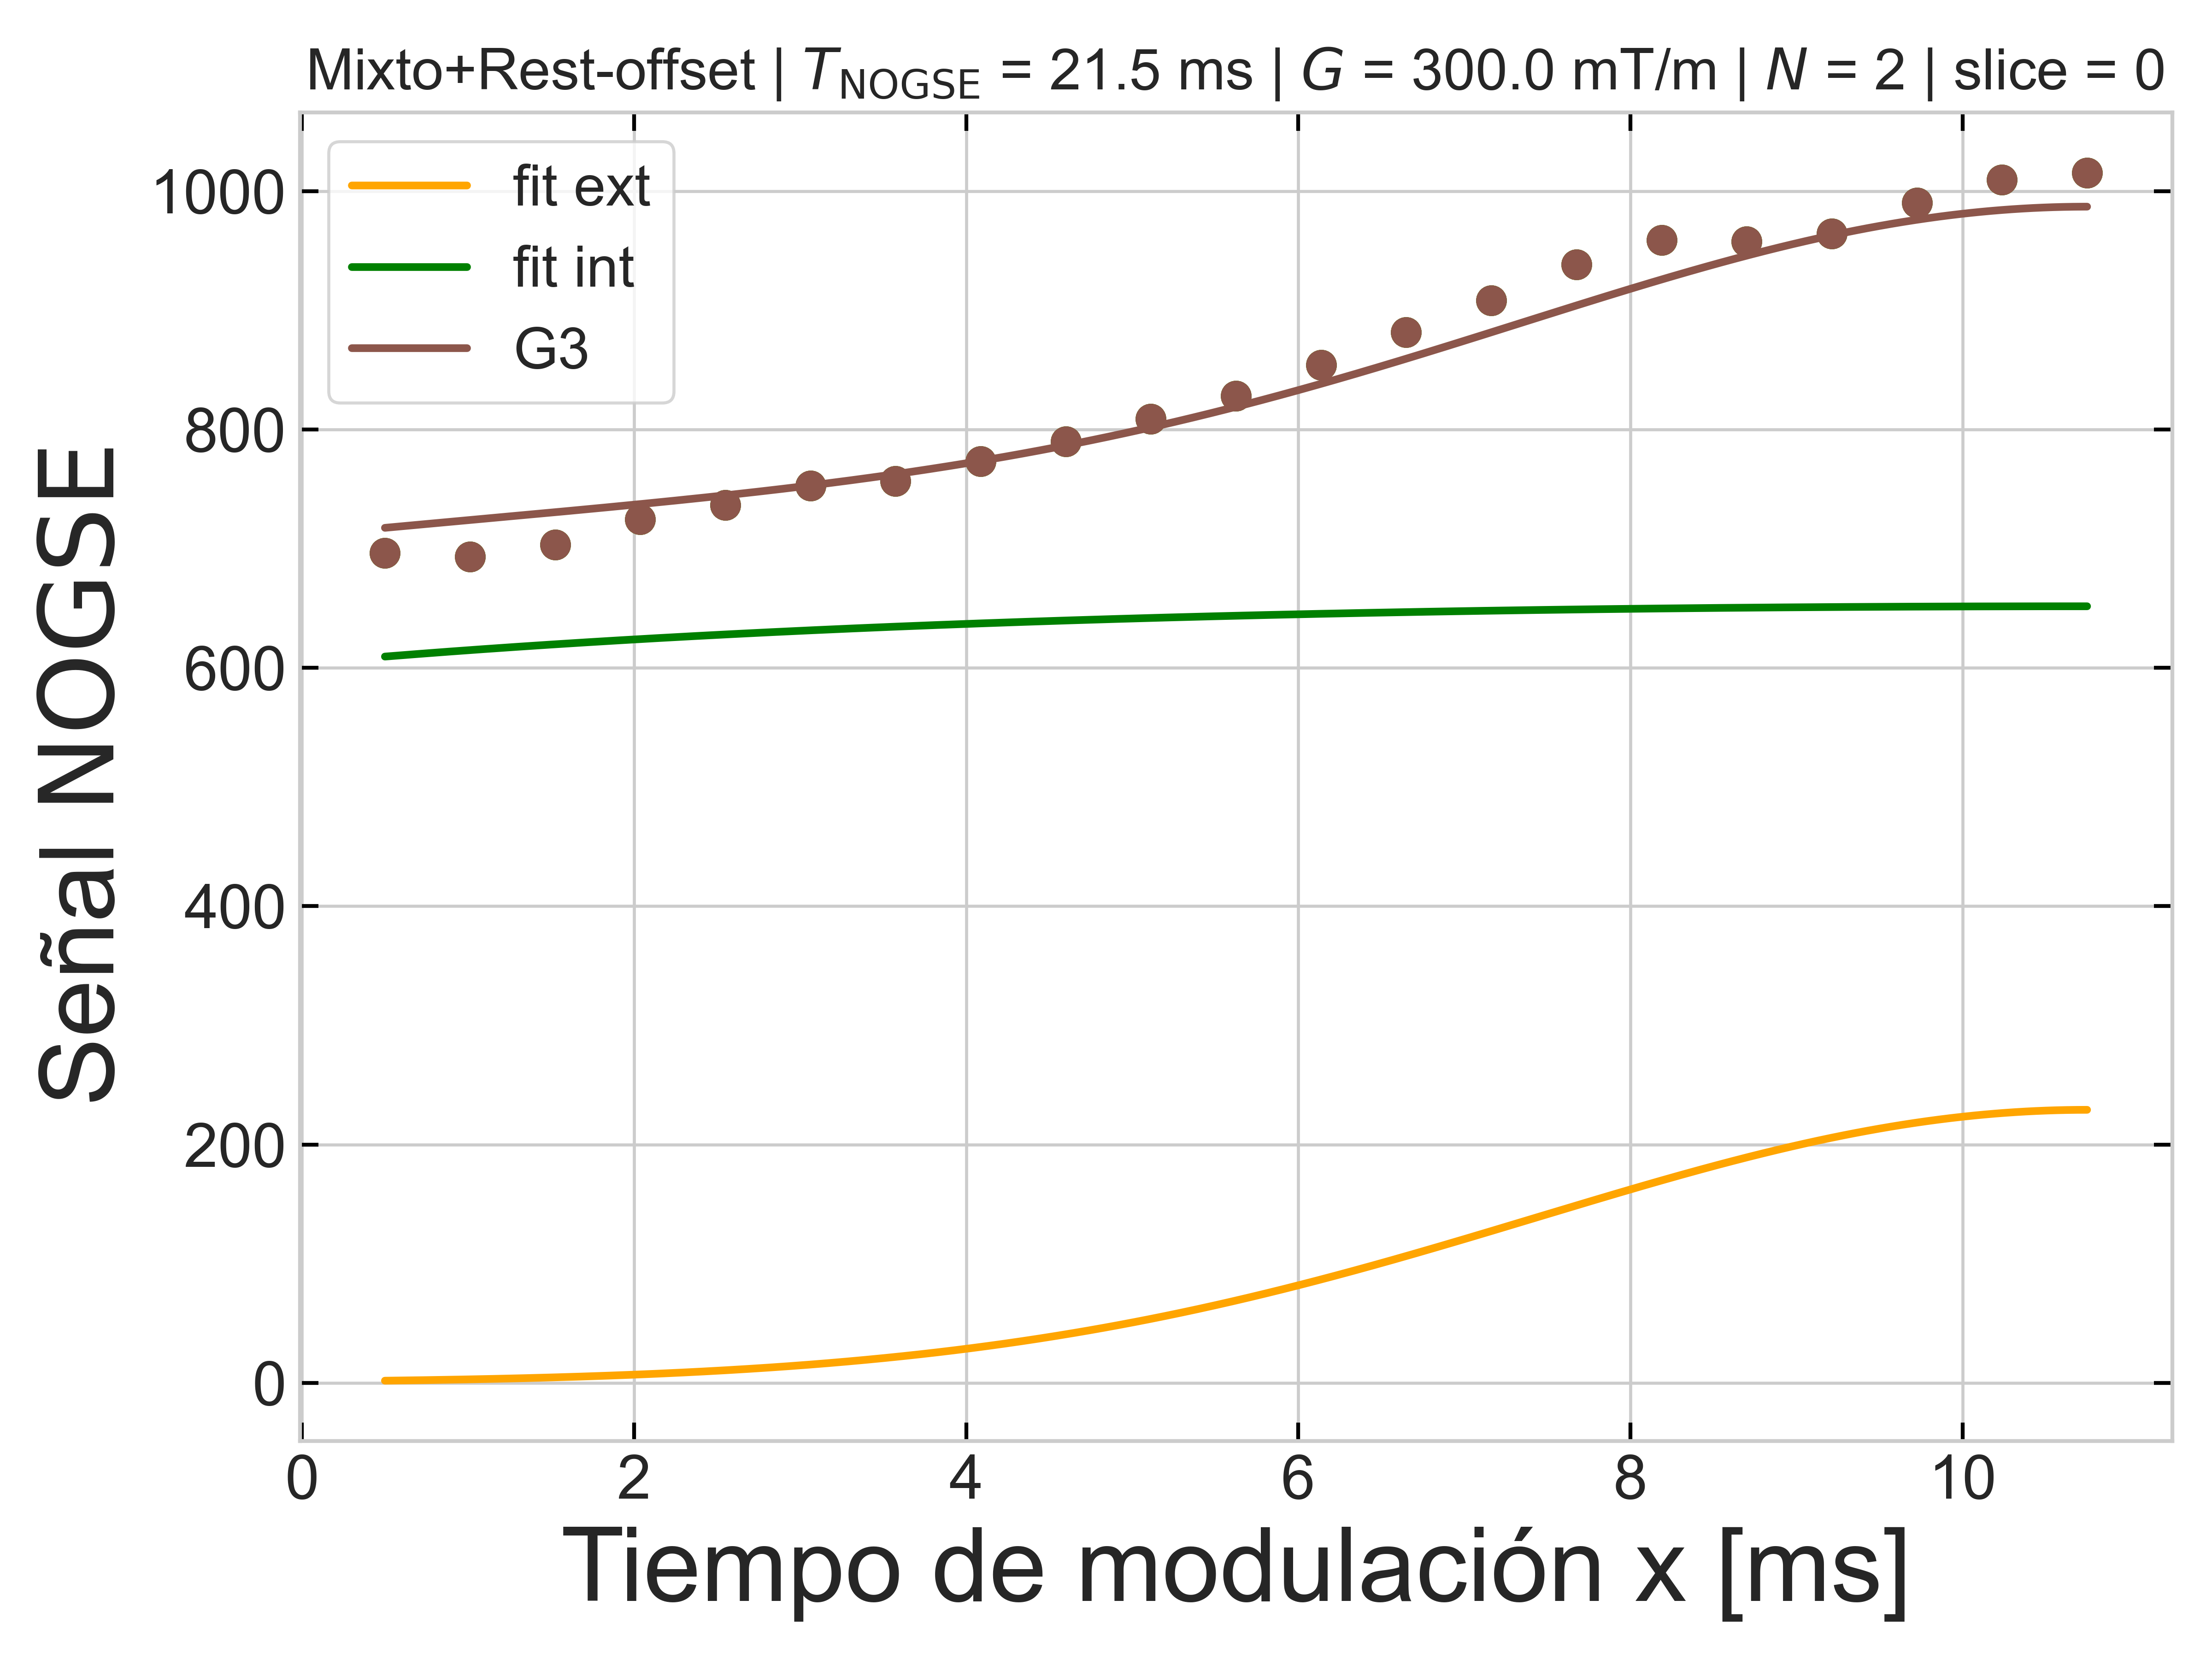 Mixto+Rest-offset | T_NOGSE = 21.5 ms | G = 300.0 mT/m | N = 2 | slice = 0
fit ext
fit int
G3
Señal NOGSE
1000
800
600
400
200
0
0 2 4 6 8 10
Tiempo de modulación x [ms]